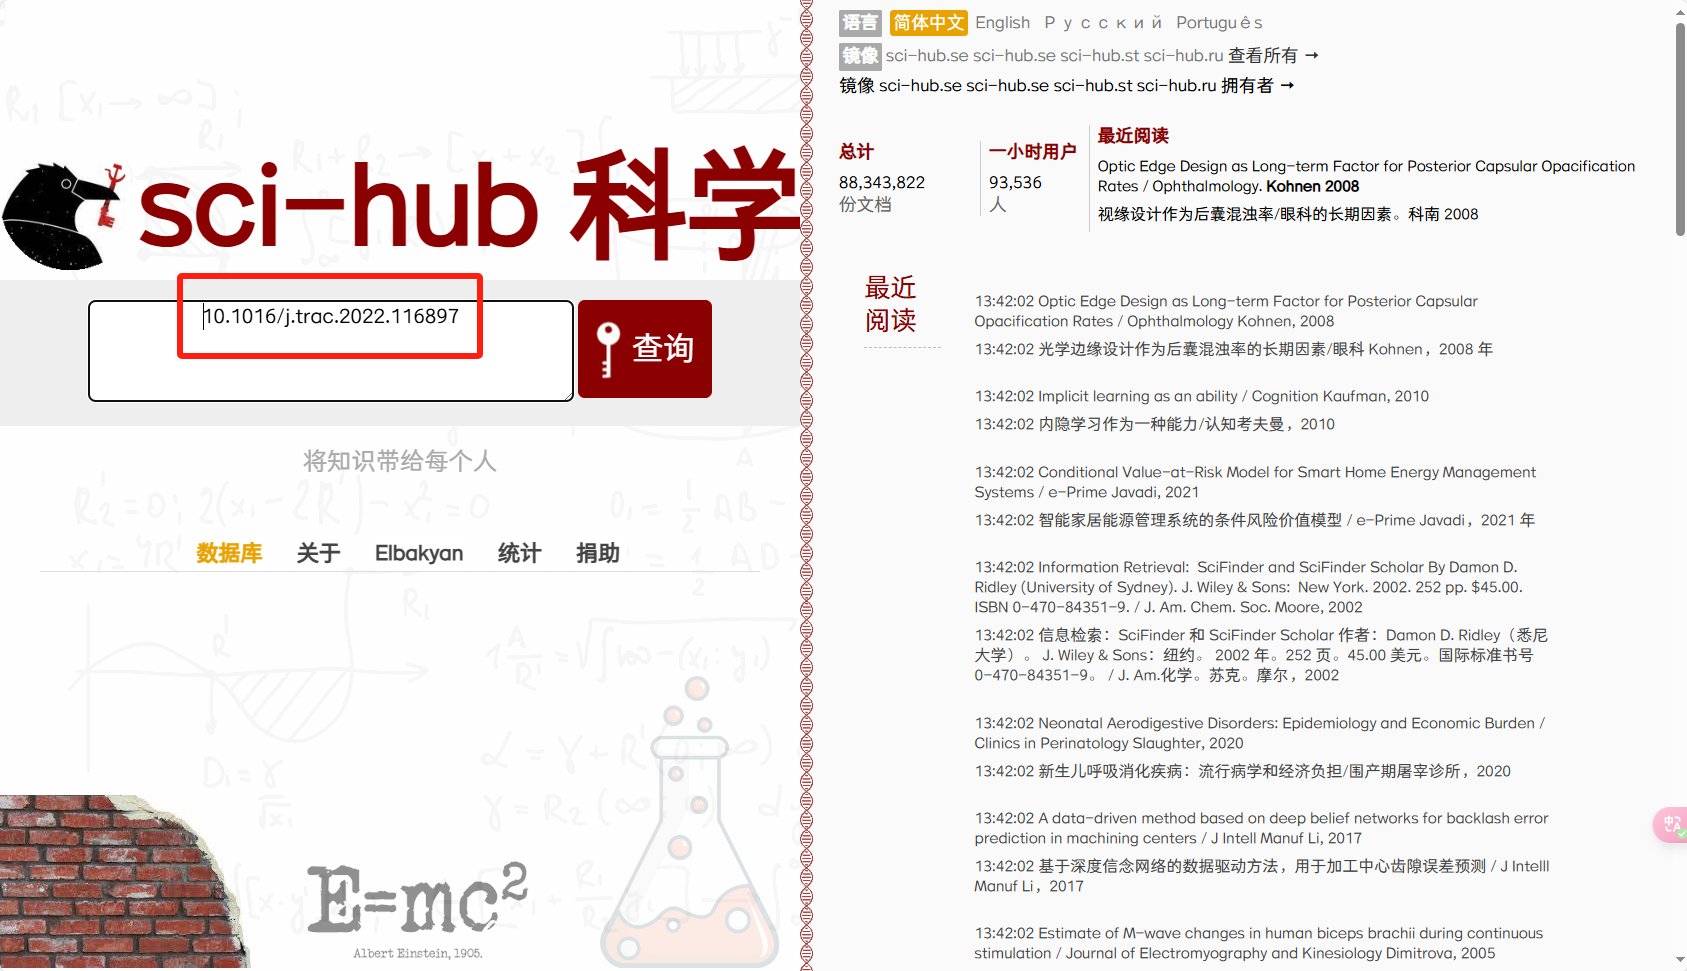 sci-hub 科学
10.1016/j.trac.2022.116897
查询
将知识带给每个人
数据库 关于 Elbakyan 统计 捐助
E=mc²
Albert Einstein, 1905.
语言 简体中文 English Русский Português
镜像 sci-hub.se sci-hub.se sci-hub.st sci-hub.ru 查看所有 →
镜像 sci-hub.se sci-hub.se sci-hub.st sci-hub.ru 拥有者 →
总计
88,343,822
份文档
一小时用户
93,536
人
最近阅读
Optic Edge Design as Long-term Factor for Posterior Capsular Opacification
Rates / Ophthalmology. Kohnen 2008
视缘设计作为后囊混浊率/眼科的长期因素。科南 2008
最近
阅读
13:42:02 Optic Edge Design as Long-term Factor for Posterior Capsular
Opacification Rates / Ophthalmology Kohnen, 2008
13:42:02 光学边缘设计作为后囊混浊率的长期因素/眼科 Kohnen，2008 年
13:42:02 Implicit learning as an ability / Cognition Kaufman, 2010
13:42:02 内隐学习作为一种能力/认知考夫曼，2010
13:42:02 Conditional Value-at-Risk Model for Smart Home Energy Management
Systems / e-Prime Javadi, 2021
13:42:02 智能家居能源管理系统的条件风险价值模型 / e-Prime Javadi，2021 年
13:42:02 Information Retrieval: SciFinder and SciFinder Scholar By Damon D.
Ridley (University of Sydney). J. Wiley & Sons: New York. 2002. 252 pp. $45.00.
ISBN 0-470-84351-9. / J. Am. Chem. Soc. Moore, 2002
13:42:02 信息检索：SciFinder 和 SciFinder Scholar 作者：Damon D. Ridley（悉尼
大学）。 J. Wiley & Sons：纽约。 2002 年。252 页。45.00 美元。国际标准书号
0-470-84351-9。 / J. Am.化学。苏克。摩尔，2002
13:42:02 Neonatal Aerodigestive Disorders: Epidemiology and Economic Burden /
Clinics in Perinatology Slaughter, 2020
13:42:02 新生儿呼吸消化疾病：流行病学和经济负担/围产期屠宰诊所，2020
13:42:02 A data-driven method based on deep belief networks for backlash error
prediction in machining centers / J Intell Manuf Li, 2017
13:42:02 基于深度信念网络的数据驱动方法，用于加工中心齿隙误差预测 / J Intelll
Manuf Li，2017
13:42:02 Estimate of M-wave changes in human biceps brachii during continuous
stimulation / Journal of Electromyography and Kinesiology Dimitrova, 2005